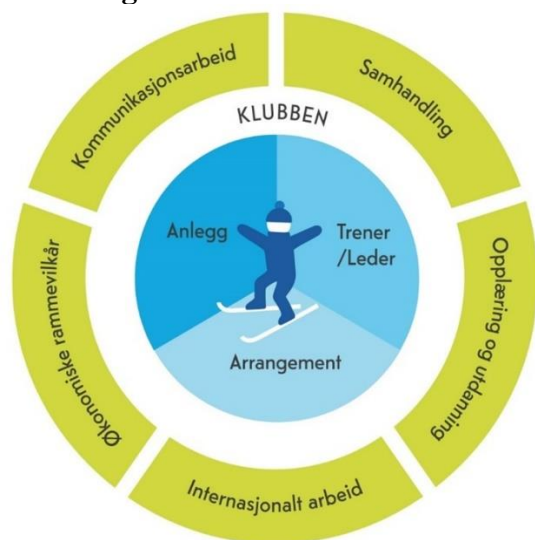 Kommunikasjonsarbeid
Samhandling
KLUBBEN
Anlegg
Trener
/Leder
Arrangement
Økonomiske rammevilkår
Opplæring og utdanning
Internasjonalt arbeid